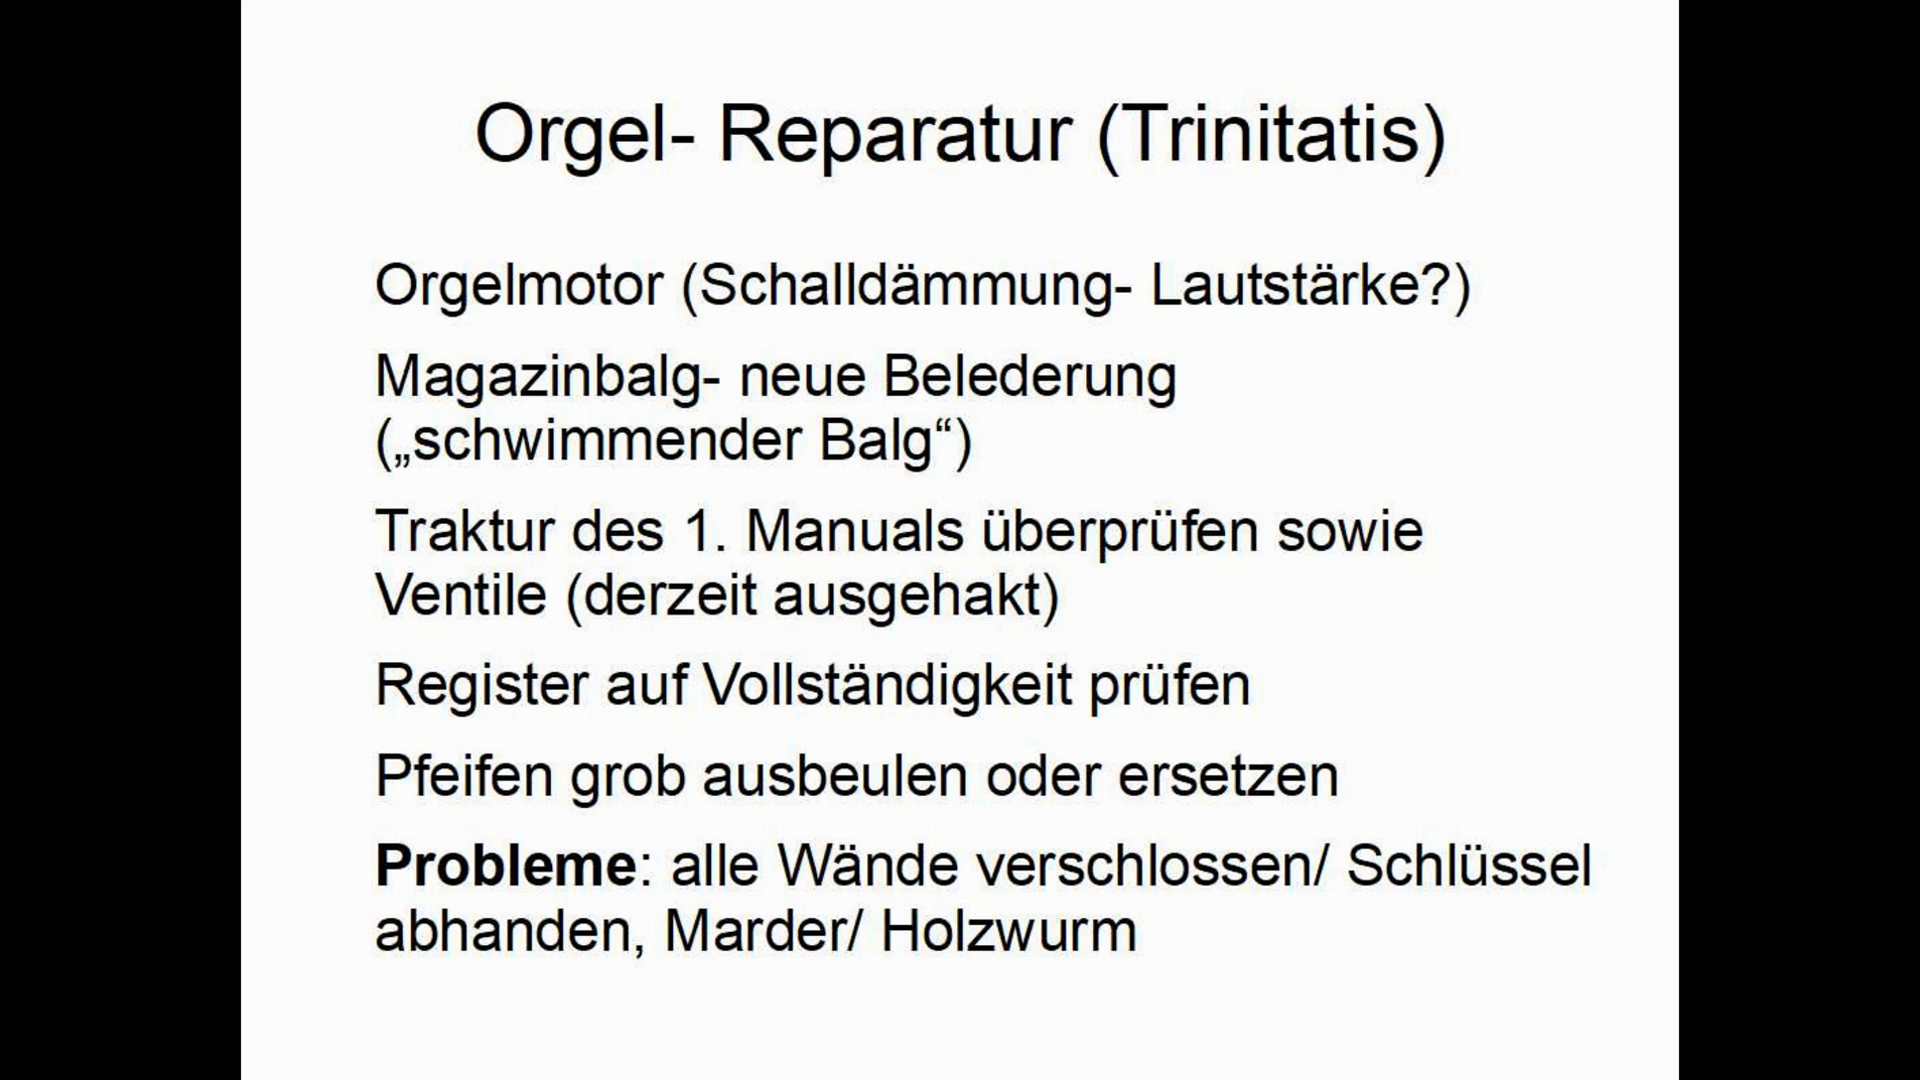 Orgel- Reparatur (Trinitatis)
Orgelmotor (Schalldämmung- Lautstärke?)
Magazinbalg- neue Belederung
(„schwimmender Balg“)
Traktur des 1. Manuals überprüfen sowie
Ventile (derzeit ausgehakt)
Register auf Vollständigkeit prüfen
Pfeifen grob ausbeulen oder ersetzen
Probleme: alle Wände verschlossen/ Schlüssel
abhanden, Marder/ Holzwurm